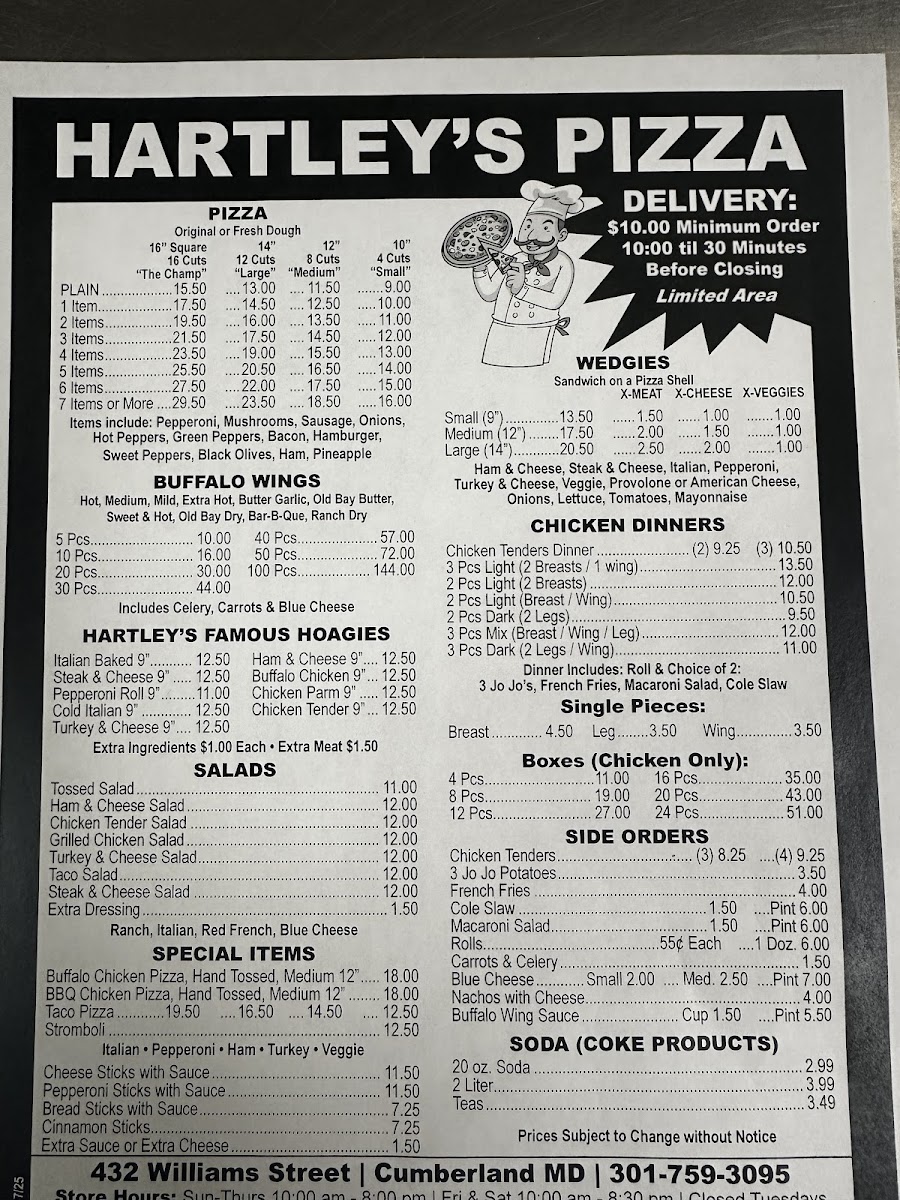 HARTLEY'S PIZZA
DELIVERY:
$10.00 Minimum Order
10:00 til 30 Minutes
Before Closing
Limited Area
PIZZA
Original or Fresh Dough
16" Square 14" 12" 10"
16 Cuts 12 Cuts 8 Cuts 4 Cuts
"The Champ" "Large" "Medium" "Small"
PLAIN...................15.50 ....13.00 ....11.50 ......9.00
1 Item....................17.50 ....14.50 ....12.50 .....10.00
2 Items..................19.50 ....16.00 ....13.50 .....11.00
3 Items..................21.50 ....17.50 ....14.50 .....12.00
4 Items..................23.50 ....19.00 ....15.50 .....13.00
5 Items..................25.50 ....20.50 ....16.50 .....14.00
6 Items..................27.50 ....22.00 ....17.50 .....15.00
7 Items or More ....29.50 ....23.50 ....18.50 .....16.00
Items include: Pepperoni, Mushrooms, Sausage, Onions,
Hot Peppers, Green Peppers, Bacon, Hamburger,
Sweet Peppers, Black Olives, Ham, Pineapple
BUFFALO WINGS
Hot, Medium, Mild, Extra Hot, Butter Garlic, Old Bay Butter,
Sweet & Hot, Old Bay Dry, Bar-B-Que, Ranch Dry
5 Pcs............................ 10.00 40 Pcs....................57.00
10 Pcs.......................... 16.00 50 Pcs....................72.00
20 Pcs.......................... 30.00 100 Pcs................144.00
30 Pcs.......................... 44.00
Includes Celery, Carrots & Blue Cheese
HARTLEY'S FAMOUS HOAGIES
Italian Baked 9"........... 12.50 Ham & Cheese 9".... 12.50
Steak & Cheese 9" ..... 12.50 Buffalo Chicken 9"... 12.50
Pepperoni Roll 9".........11.00 Chicken Parm 9" ..... 12.50
Cold Italian 9" ............. 12.50 Chicken Tender 9"... 12.50
Turkey & Cheese 9".... 12.50
Extra Ingredients $1.00 Each • Extra Meat $1.50
SALADS
Tossed Salad.................................................. 11.00
Ham & Cheese Salad....................................... 12.00
Chicken Tender Salad ..................................... 12.00
Grilled Chicken Salad...................................... 12.00
Turkey & Cheese Salad.................................... 12.00
Taco Salad..................................................... 12.00
Steak & Cheese Salad ..................................... 12.00
Extra Dressing.................................................. 1.50
Ranch, Italian, Red French, Blue Cheese
SPECIAL ITEMS
Buffalo Chicken Pizza, Hand Tossed, Medium 12"..... 18.00
BBQ Chicken Pizza, Hand Tossed, Medium 12" ........ 18.00
Taco Pizza .............19.50 ....16.50 ....14.50 ..... 12.50
Stromboli............................................................12.50
Italian • Pepperoni • Ham • Turkey • Veggie
Cheese Sticks with Sauce......................................11.50
Pepperoni Sticks with Sauce..................................11.50
Bread Sticks with Sauce........................................ 7.25
Cinnamon Sticks.................................................. 7.25
Extra Sauce or Extra Cheese.................................. 1.50
WEDGIES
Sandwich on a Pizza Shell
X-MEAT X-CHEESE X-VEGGIES
Small (9")..............13.50 .....1.50 .....1.00 .......1.00
Medium (12")........17.50 .....2.00 .....1.50 .......1.00
Large (14")............20.50 .....2.50 .....2.00 .......1.00
Ham & Cheese, Steak & Cheese, Italian, Pepperoni,
Turkey & Cheese, Veggie, Provolone or American Cheese,
Onions, Lettuce, Tomatoes, Mayonnaise
CHICKEN DINNERS
Chicken Tenders Dinner....................... (2) 9.25 (3) 10.50
3 Pcs Light (2 Breasts / 1 wing)..................................13.50
2 Pcs Light (2 Breasts)..............................................12.00
2 Pcs Light (Breast / Wing)........................................10.50
2 Pcs Dark (2 Legs)................................................... 9.50
3 Pcs Mix (Breast / Wing / Leg)..................................12.00
3 Pcs Dark (2 Legs / Wing)........................................11.00
Dinner Includes: Roll & Choice of 2:
3 Jo Jo's, French Fries, Macaroni Salad, Cole Slaw
Single Pieces:
Breast............. 4.50 Leg........3.50 Wing..............3.50
Boxes (Chicken Only):
4 Pcs............................11.00 16 Pcs.....................35.00
8 Pcs............................19.00 20 Pcs.....................43.00
12 Pcs..........................27.00 24 Pcs.....................51.00
SIDE ORDERS
Chicken Tenders............................ (3) 8.25 ....(4) 9.25
3 Jo Jo Potatoes.......................................................3.50
French Fries .............................................................4.00
Cole Slaw...............................................1.50 ....Pint 6.00
Macaroni Salad.......................................1.50 ....Pint 6.00
Rolls...........................................55¢ Each ....1 Doz. 6.00
Carrots & Celery........................................................1.50
Blue Cheese............Small 2.00 .... Med. 2.50 ....Pint 7.00
Nachos with Cheese..................................................4.00
Buffalo Wing Sauce........................ Cup 1.50 ....Pint 5.50
SODA (COKE PRODUCTS)
20 oz. Soda...............................................................2.99
2 Liter........................................................................3.99
Teas..........................................................................3.49
Prices Subject to Change without Notice
432 Williams Street | Cumberland MD | 301-759-3095
Store Hours: Sun-Thurs 10:00 am - 8:00 pm | Fri & Sat 10:00 am - 8:30 pm | Closed Tuesdays
7/25